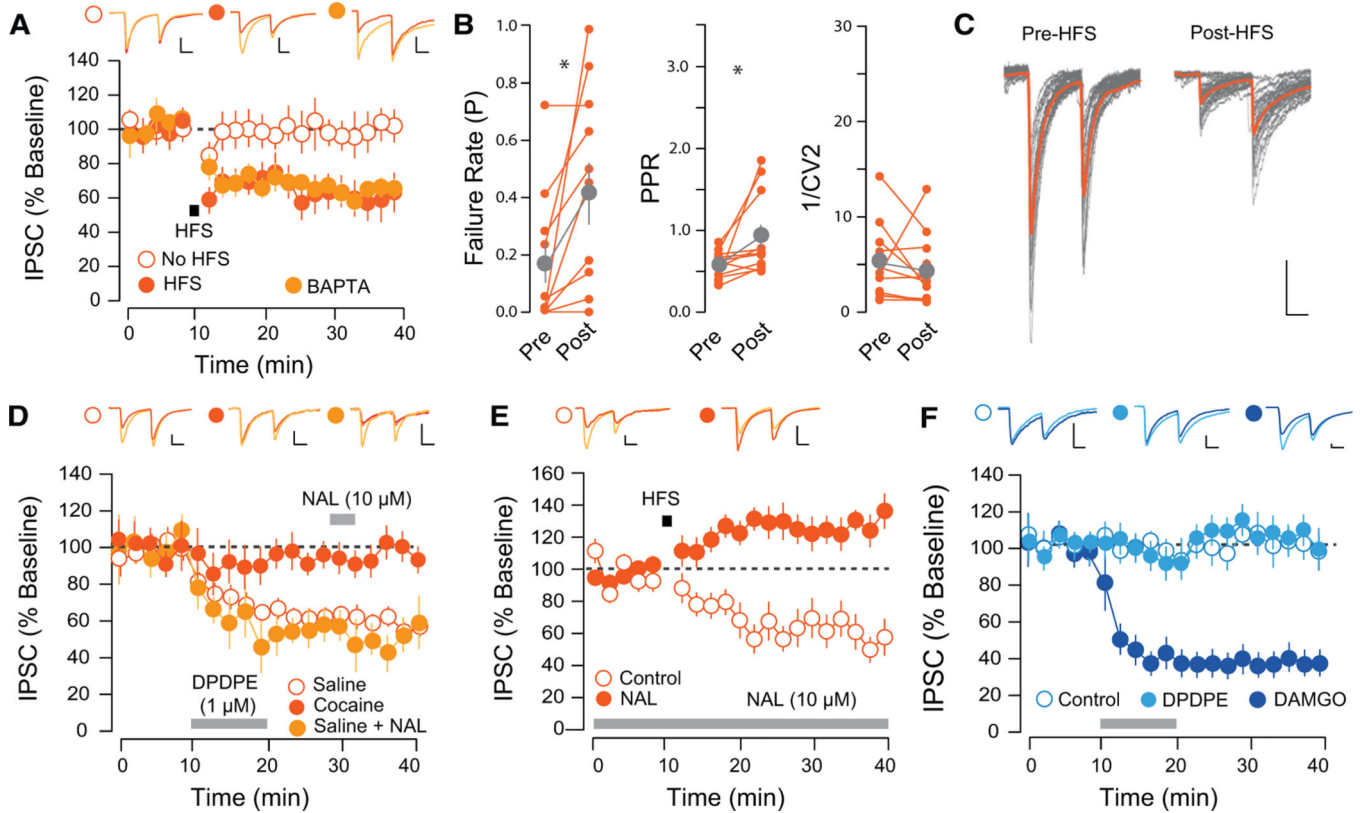 A
140
120
100
80
60
40
20
0
IPSC (% Baseline)
HFS
No HFS
HFS
BAPTA
0
10
20
30
40
Time (min)
B
1.0
0.8
0.6
0.4
0.2
0.0
Failure Rate (P)
*
Pre
Post
3.0
2.0
1.0
0.0
PPR
*
Pre
Post
30
20
10
0
1/CV2
Pre
Post
C
Pre-HFS
Post-HFS
D
140
120
100
80
60
40
20
0
IPSC (% Baseline)
NAL (10 µM)
DPDPE
(1 µM)
Saline
Cocaine
Saline + NAL
0
10
20
30
40
Time (min)
E
160
140
120
100
80
60
40
20
0
IPSC (% Baseline)
HFS
Control
NAL
NAL (10 µM)
0
10
20
30
40
Time (min)
F
140
120
100
80
60
40
20
0
IPSC (% Baseline)
Control
DPDPE
DAMGO
0
10
20
30
40
Time (min)